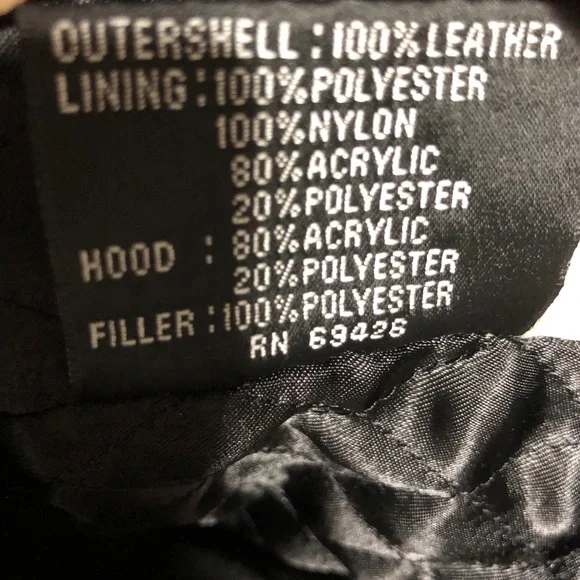 OUTERSHELL:100%LEATHER
LINING:100%POLYESTER
100%NYLON
80%ACRYLIC
20%POLYESTER
HOOD : 80%ACRYLIC
20%POLYESTER
FILLER:100%POLYESTER
RN 69426